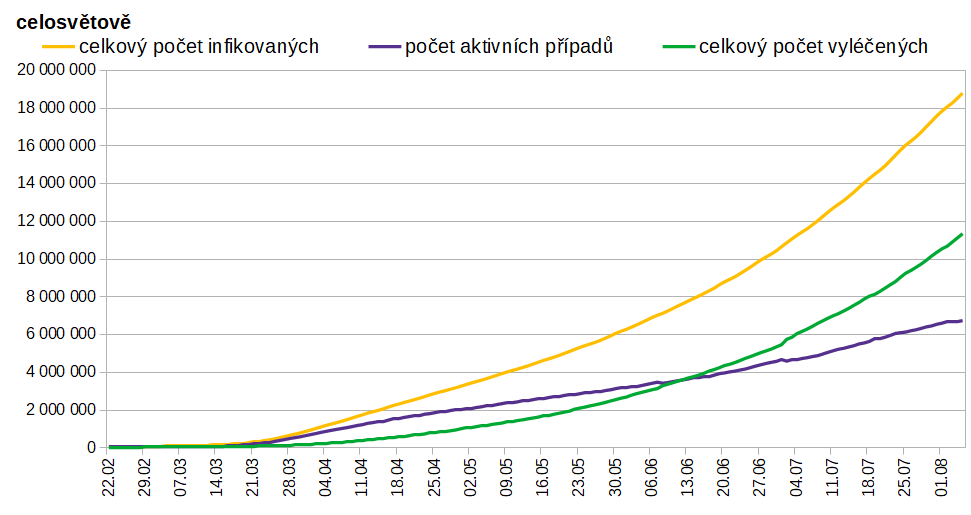 celosvětově
celkový počet infikovaných počet aktivních případů celkový počet vyléčených
20 000 000
18 000 000
16 000 000
14 000 000
12 000 000
10 000 000
8 000 000
6 000 000
4 000 000
2 000 000
0
22.02 29.02 07.03 14.03 21.03 28.03 04.04 11.04 18.04 25.04 02.05 09.05 16.05 23.05 30.05 06.06 13.06 20.06 27.06 04.07 11.07 18.07 25.07 01.08